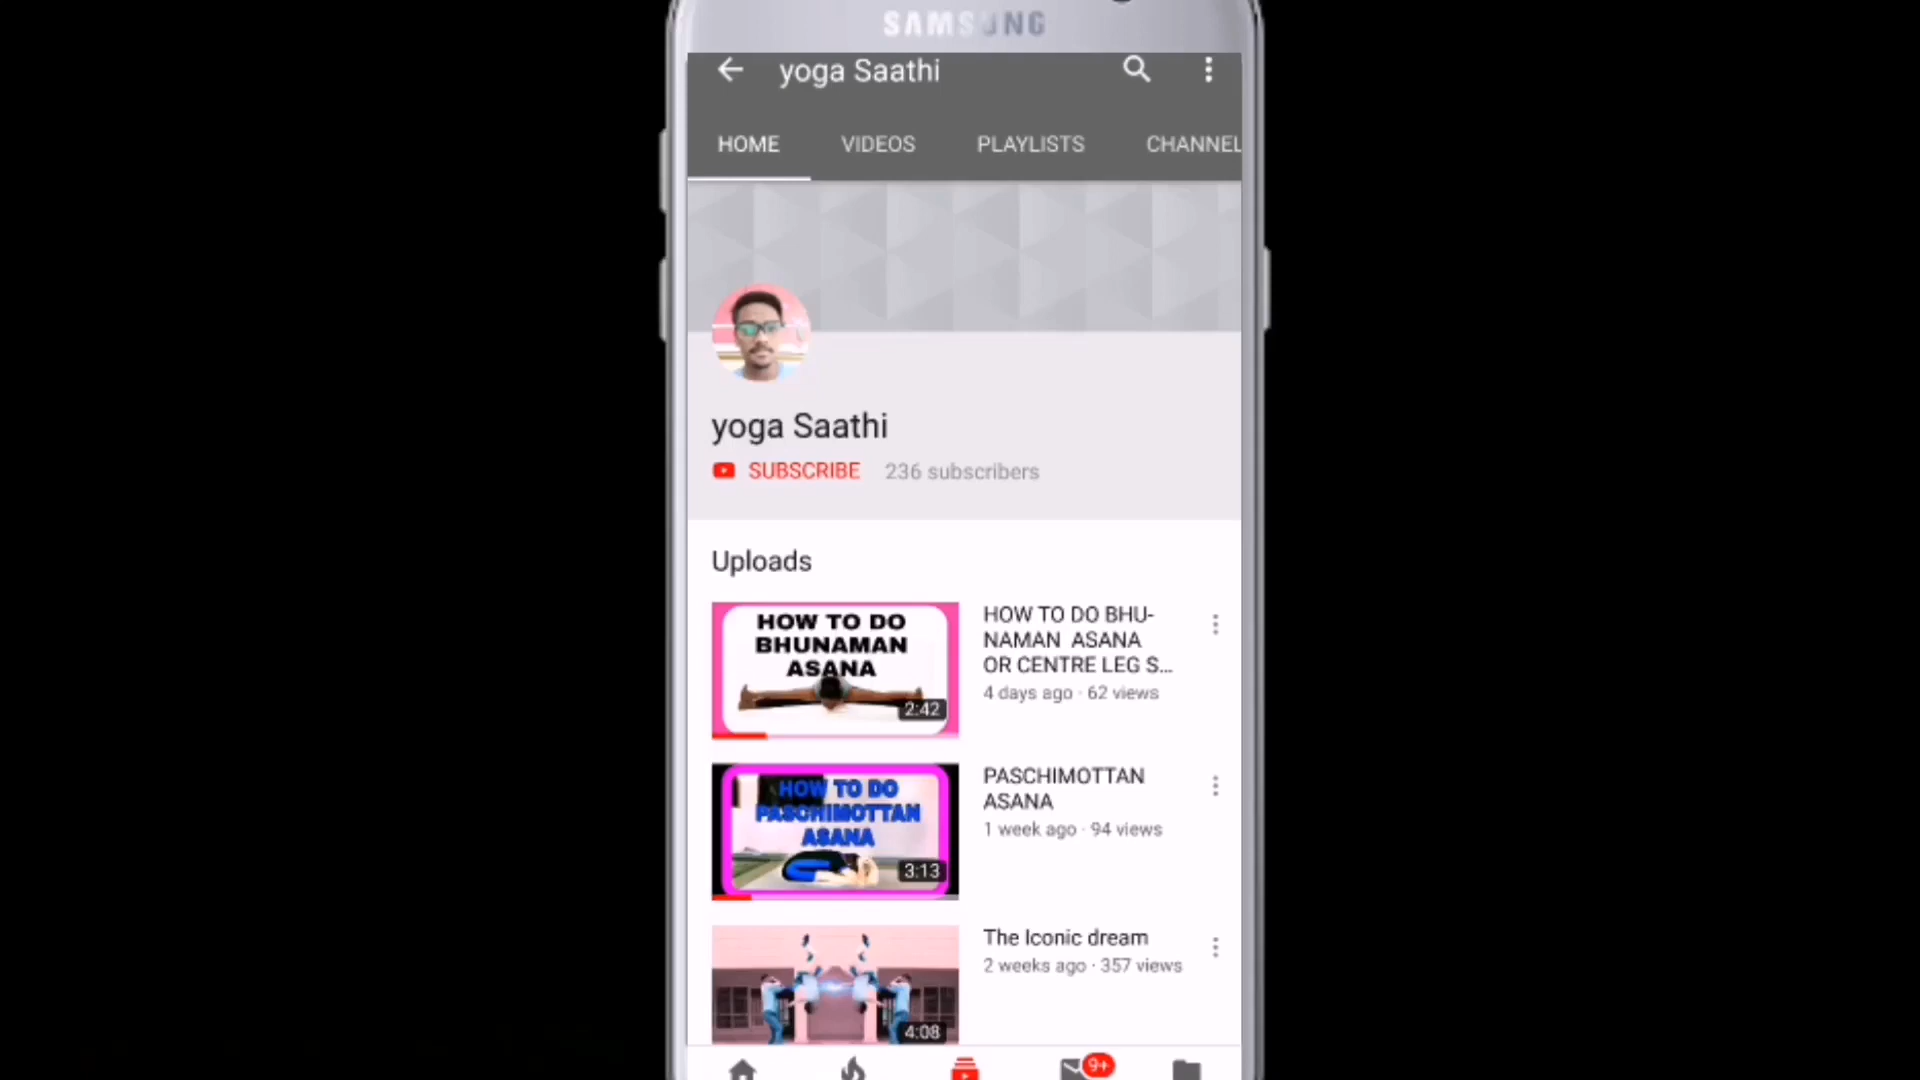 SAMSUNG
yoga Saathi
HOME
VIDEOS
PLAYLISTS
CHANNEL
yoga Saathi
SUBSCRIBE
236 subscribers
Uploads
HOW TO DO
BHUNAMAN
ASANA
2:42
HOW TO DO BHU-
NAMAN ASANA
OR CENTRE LEG S...
4 days ago · 62 views
HOW TO DO
PASCHIMOTTAN
ASANA
3:13
PASCHIMOTTAN
ASANA
1 week ago · 94 views
4:08
The Iconic dream
2 weeks ago · 357 views
9+